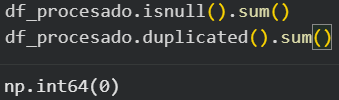 df_procesado.isnull().sum()
df_procesado.duplicated().sum()
np.int64(0)